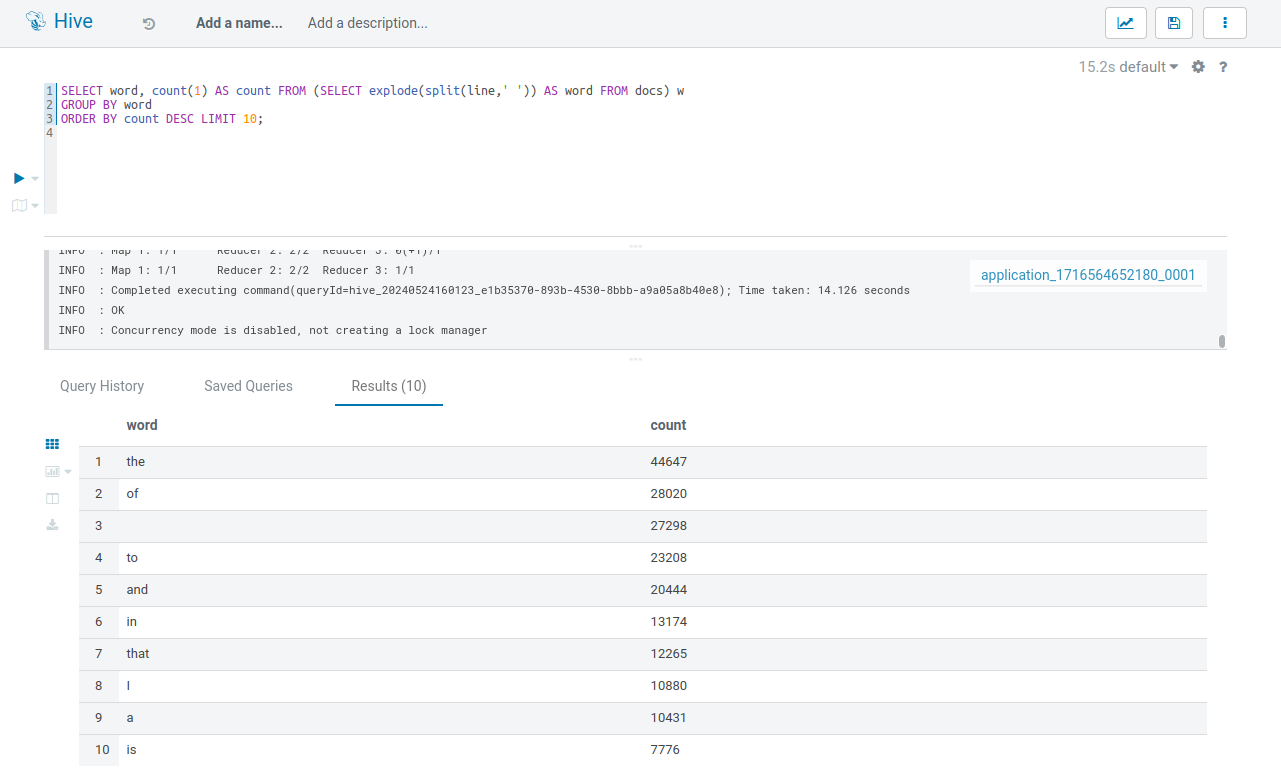 Hive
Add a name...
Add a description...
15.2s default
?
1 SELECT word, count(1) AS count FROM (SELECT explode(split(line,' ')) AS word FROM docs) w
2 GROUP BY word
3 ORDER BY count DESC LIMIT 10;
4
INFO : Map 1: 1/1 Reducer 2: 2/2 Reducer 3: 0(+1)/1
INFO : Map 1: 1/1 Reducer 2: 2/2 Reducer 3: 1/1
application_1716564652180_0001
INFO : Completed executing command(queryId=hive_20240524160123_e1b35370-893b-4530-8bbb-a9a05a8b40e8); Time taken: 14.126 seconds
INFO : OK
INFO : Concurrency mode is disabled, not creating a lock manager
Query History Saved Queries Results (10)
word count
1 the 44647
2 of 28020
3 27298
4 to 23208
5 and 20444
6 in 13174
7 that 12265
8 I 10880
9 a 10431
10 is 7776